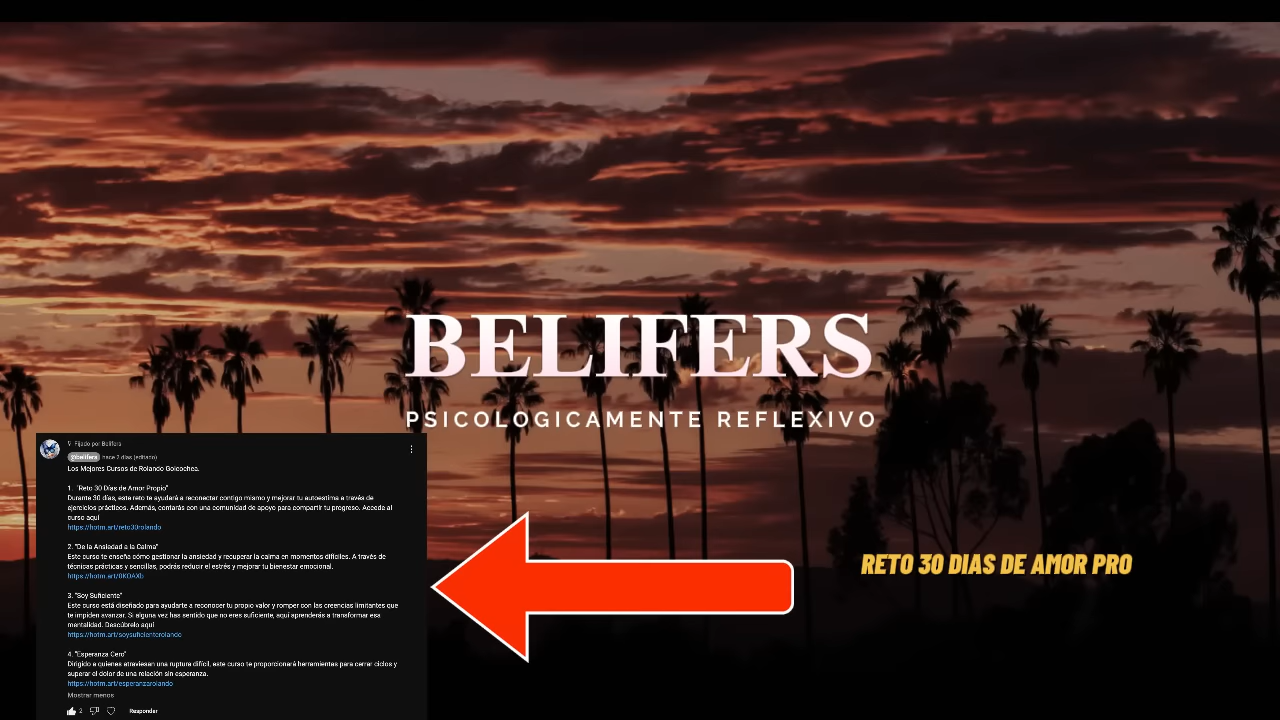 BELIFERS
PSICOLOGICAMENTE REFLEXIVO
Fijado por Belifers
@belifers hace 2 días (editado)
Los Mejores Cursos de Rolando Goicochea.
1. "Reto 30 Días de Amor Propio"
Durante 30 días, este reto te ayudará a reconectar contigo mismo y mejorar tu autoestima a través de
ejercicios prácticos. Además, contarás con una comunidad de apoyo para compartir tu progreso. Accede al
curso aquí
https://hotm.art/reto30rolando
2. "De la Ansiedad a la Calma"
Este curso te enseña cómo gestionar la ansiedad y recuperar la calma en momentos difíciles. A través de
técnicas prácticas y sencillas, podrás reducir el estrés y mejorar tu bienestar emocional.
https://hotm.art/0KOAXb
3. "Soy Suficiente"
Este curso está diseñado para ayudarte a reconocer tu propio valor y romper con las creencias limitantes que
te impiden avanzar. Si alguna vez has sentido que no eres suficiente, aquí aprenderás a transformar esa
mentalidad. Descúbrelo aquí
https://hotm.art/soysuficienterolando
4. "Esperanza Cero"
Dirigido a quienes atraviesan una ruptura difícil, este curso te proporcionará herramientas para cerrar ciclos y
superar el dolor de una relación sin esperanza.
https://hotm.art/esperanzarolando
Mostrar menos
2 Responder
RETO 30 DIAS DE AMOR PRO